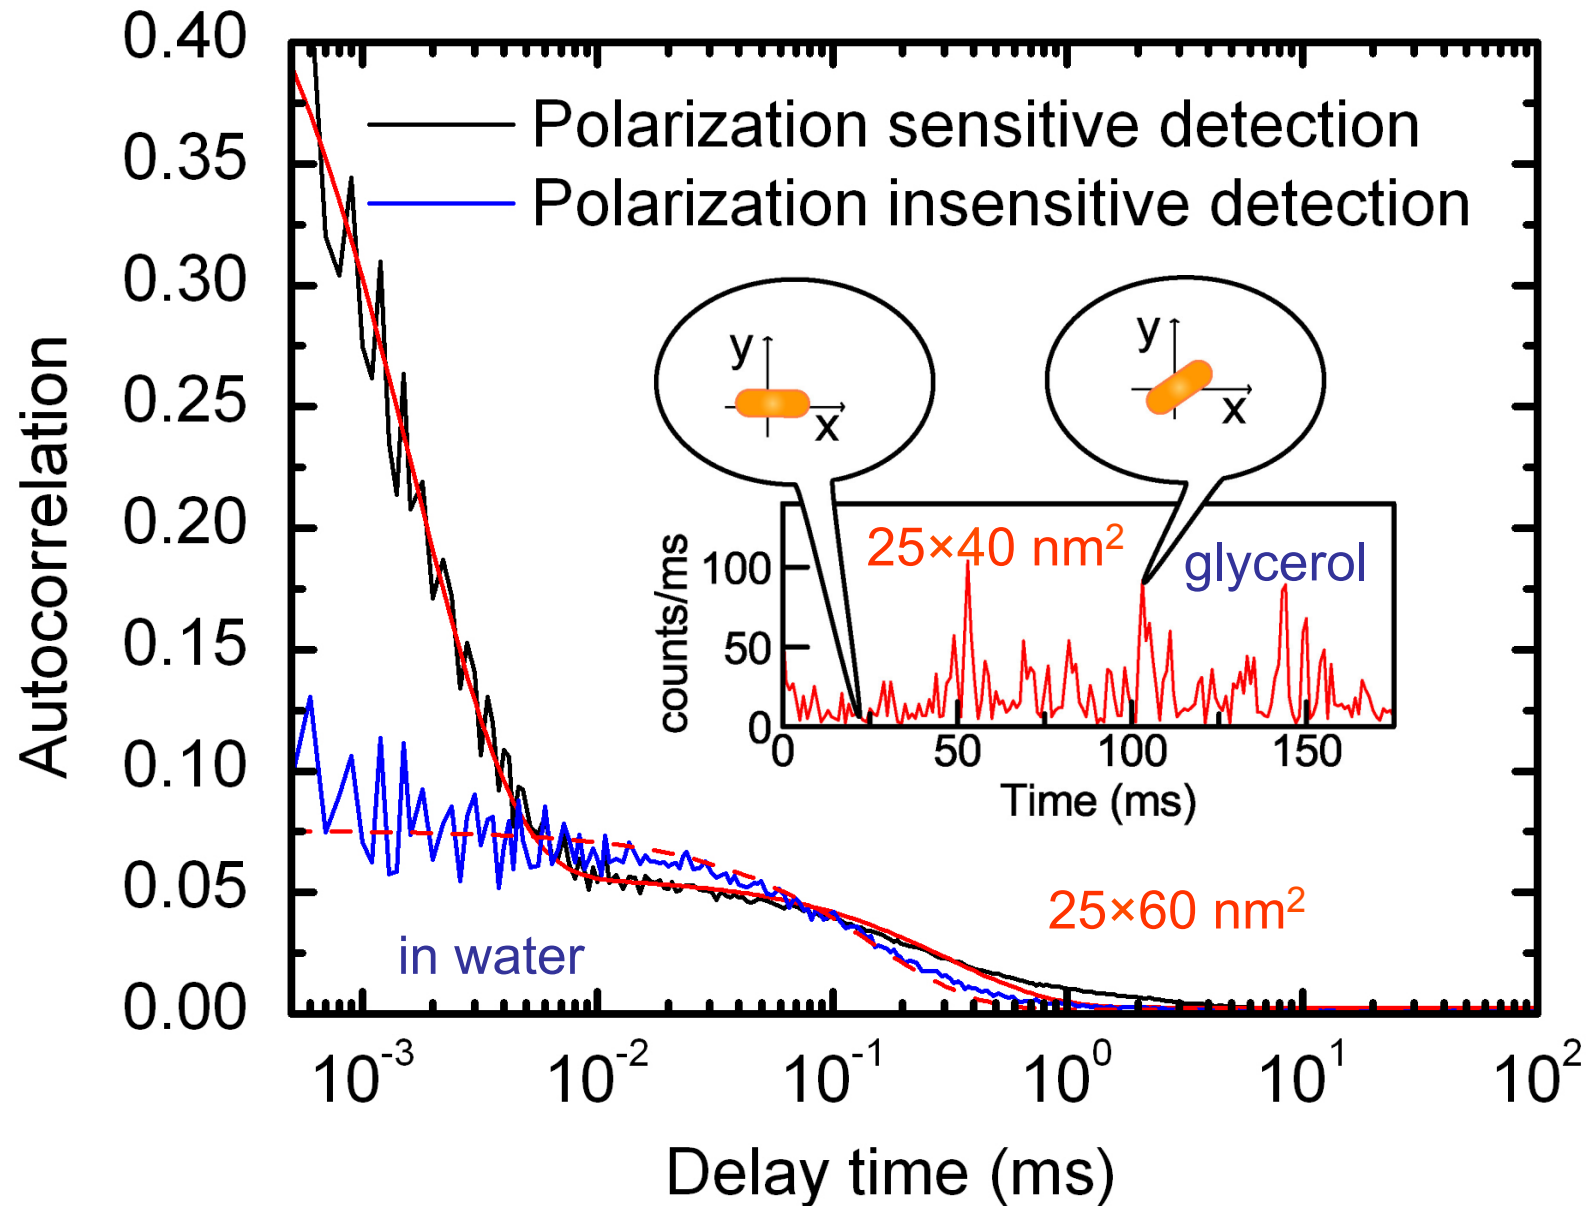 0.40
0.35
0.30
0.25
0.20
0.15
0.10
0.05
0.00
Autocorrelation
Polarization sensitive detection
Polarization insensitive detection
y
x
y
x
25×40 nm²
glycerol
counts/ms
100
50
0
0 50 100 150
Time (ms)
25×60 nm²
in water
10⁻³ 10⁻² 10⁻¹ 10⁰ 10¹ 10²
Delay time (ms)